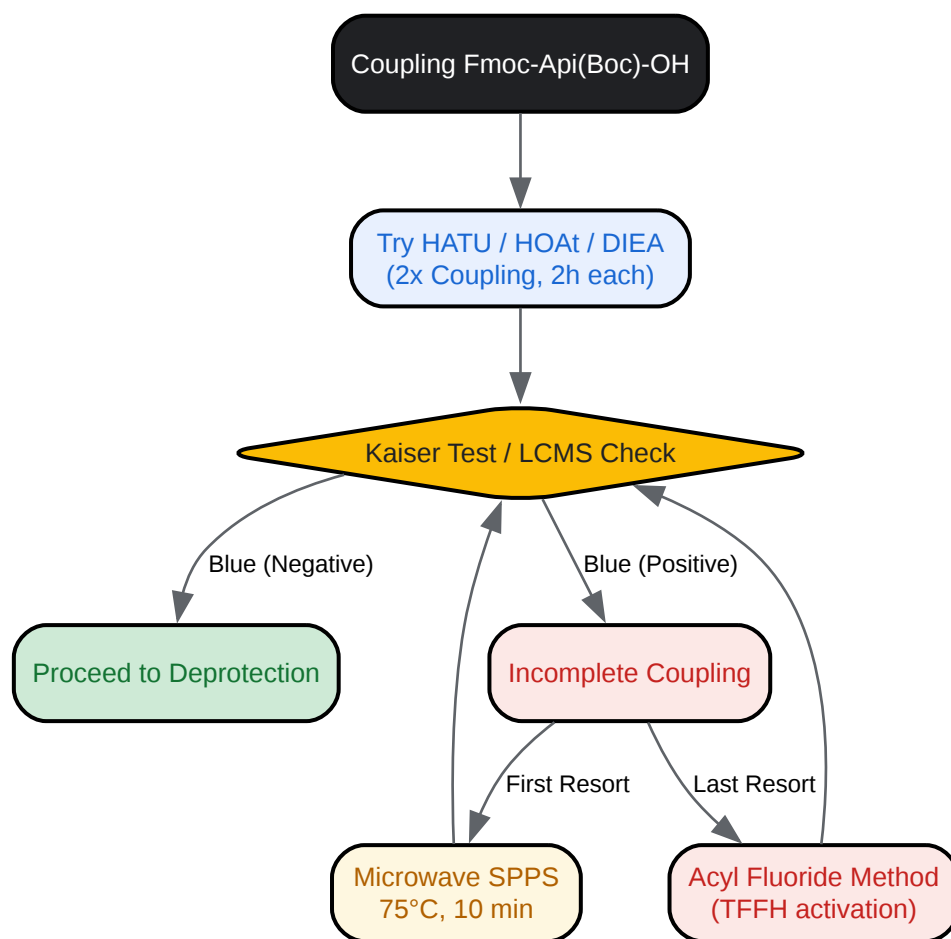 Coupling Fmoc-Api(Boc)-OH
Try HATU / HOAt / DIEA
(2x Coupling, 2h each)
Kaiser Test / LCMS Check
Blue (Negative)
Blue (Positive)
Proceed to Deprotection
Incomplete Coupling
First Resort
Last Resort
Microwave SPPS
75°C, 10 min
Acyl Fluoride Method
(TFFH activation)